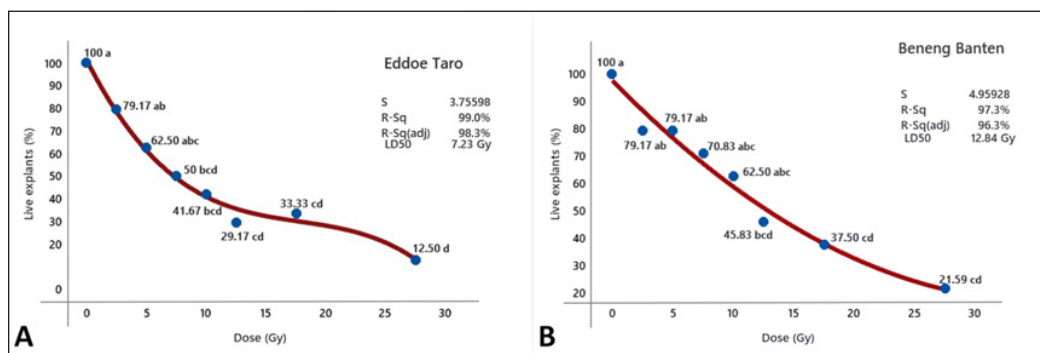 Eddoe Taro
S 3.75598
R-Sq 99.0%
R-Sq(adj) 98.3%
LD50 7.23 Gy
100 a
79.17 ab
62.50 abc
50 bcd
41.67 bcd
29.17 cd
33.33 cd
12.50 d
Live explants (%)
100
90
80
70
60
50
40
30
20
0
0 5 10 15 20 25 30
Dose (Gy)
A
Beneng Banten
S 4.95928
R-Sq 97.3%
R-Sq(adj) 96.3%
LD50 12.84 Gy
100 a
79.17 ab
79.17 ab
70.83 abc
62.50 abc
45.83 bcd
37.50 cd
21.59 cd
Live explants (%)
100
90
80
70
60
50
40
30
20
0 5 10 15 20 25 30
Dose (Gy)
B